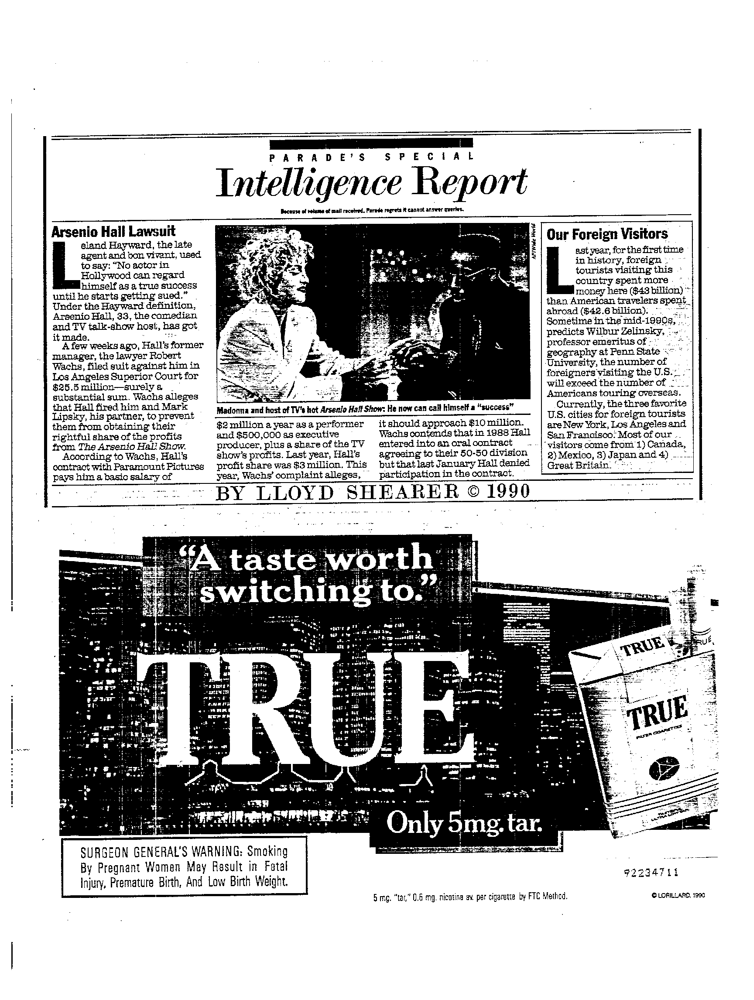 PARADE'S SPECIAL
Intelligence Report
Because of volume of mail received, Parade regrets it cannot answer queries.
Arsenio Hall Lawsuit
Leland Hayward, the late
agent and bon vivant, used
to say: "No actor in
Hollywood can regard
himself as a true success
until he starts getting sued."
Under the Hayward definition,
Arsenio Hall, 33, the comedian
and TV talk-show host, has got
it made.
A few weeks ago, Hall's former
manager, the lawyer Robert
Wachs, filed suit against him in
Los Angeles Superior Court for
$25.5 million—surely a
substantial sum. Wachs alleges
that Hall fired him and Mark
Lipsky, his partner, to prevent
them from obtaining their
rightful share of the profits
from The Arsenio Hall Show.
According to Wachs, Hall's
contract with Paramount Pictures
pays him a basic salary of
AP/Wide World
Madonna and host of TV's hot Arsenio Hall Show: He now can call himself a "success"
$2 million a year as a performer
and $500,000 as executive
producer, plus a share of the TV
show's profits. Last year, Hall's
profit share was $3 million. This
year, Wachs' complaint alleges,
it should approach $10 million.
Wachs contends that in 1988 Hall
entered into an oral contract
agreeing to their 50-50 division
but that last January Hall denied
participation in the contract.
Our Foreign Visitors
Last year, for the first time
in history, foreign
tourists visiting this
country spent more
money here ($43 billion)
than American travelers spent
abroad ($42.6 billion).
Sometime in the mid-1990s,
predicts Wilbur Zelinsky,
professor emeritus of
geography at Penn State
University, the number of
foreigners visiting the U.S.
will exceed the number of
Americans touring overseas.
Currently, the three favorite
U.S. cities for foreign tourists
are New York, Los Angeles and
San Francisco. Most of our
visitors come from 1) Canada,
2) Mexico, 3) Japan and 4)
Great Britain.
BY LLOYD SHEARER © 1990
"A taste worth
switching to."
TRUE
TRUE
TRUE
FILTER CIGARETTES
Only 5mg. tar.
SURGEON GENERAL'S WARNING: Smoking
By Pregnant Women May Result in Fetal
Injury, Premature Birth, And Low Birth Weight.
92234711
5 mg. "tar," 0.6 mg. nicotine av. per cigarette by FTC Method.
© LORILLARD, 1990